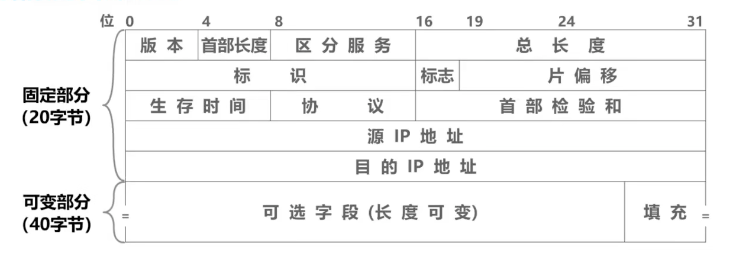 位 0 4 8 16 19 24 31
版本 首部长度 区分服务 总长度
标识 标志 片偏移
固定部分
(20字节)
生存时间 协议 首部检验和
源 IP 地址
目的 IP 地址
可变部分
(40字节)
= 可选字段 (长度可变) 填充 =